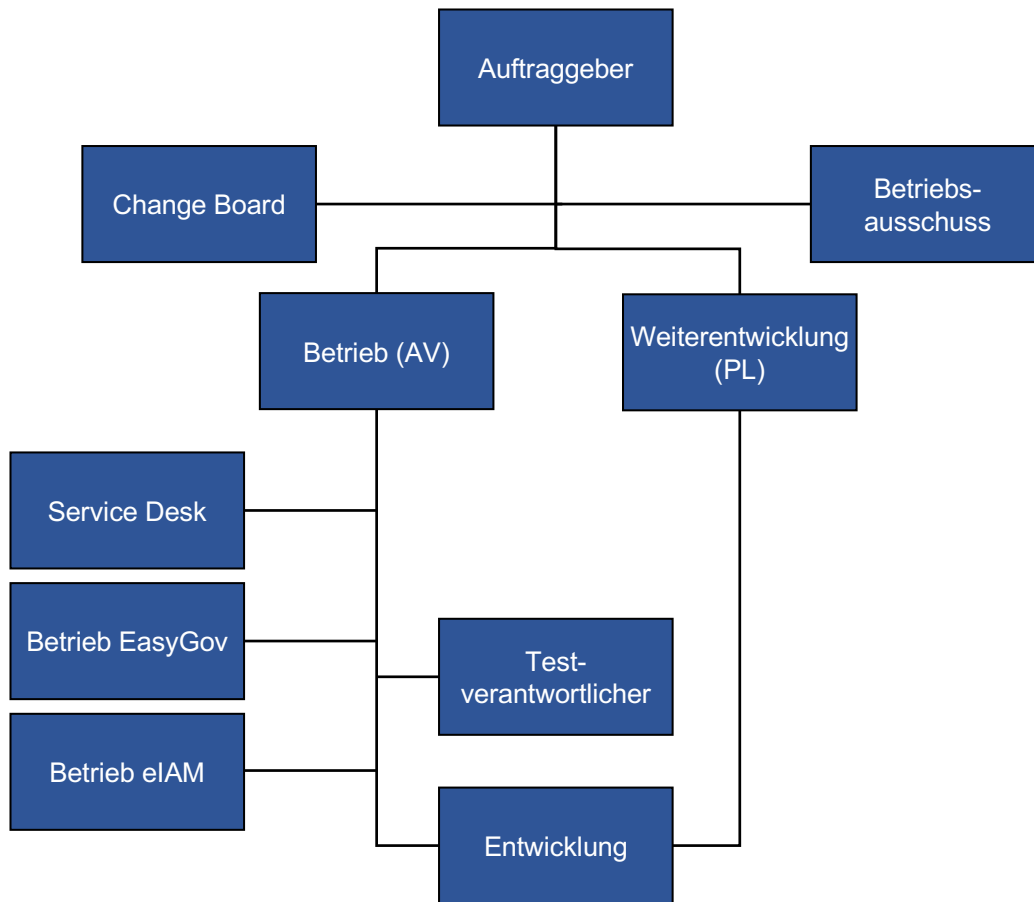 Auftraggeber
Change Board
Betriebs-
ausschuss
Betrieb (AV)
Weiterentwicklung
(PL)
Service Desk
Betrieb EasyGov
Test-
verantwortlicher
Betrieb eIAM
Entwicklung